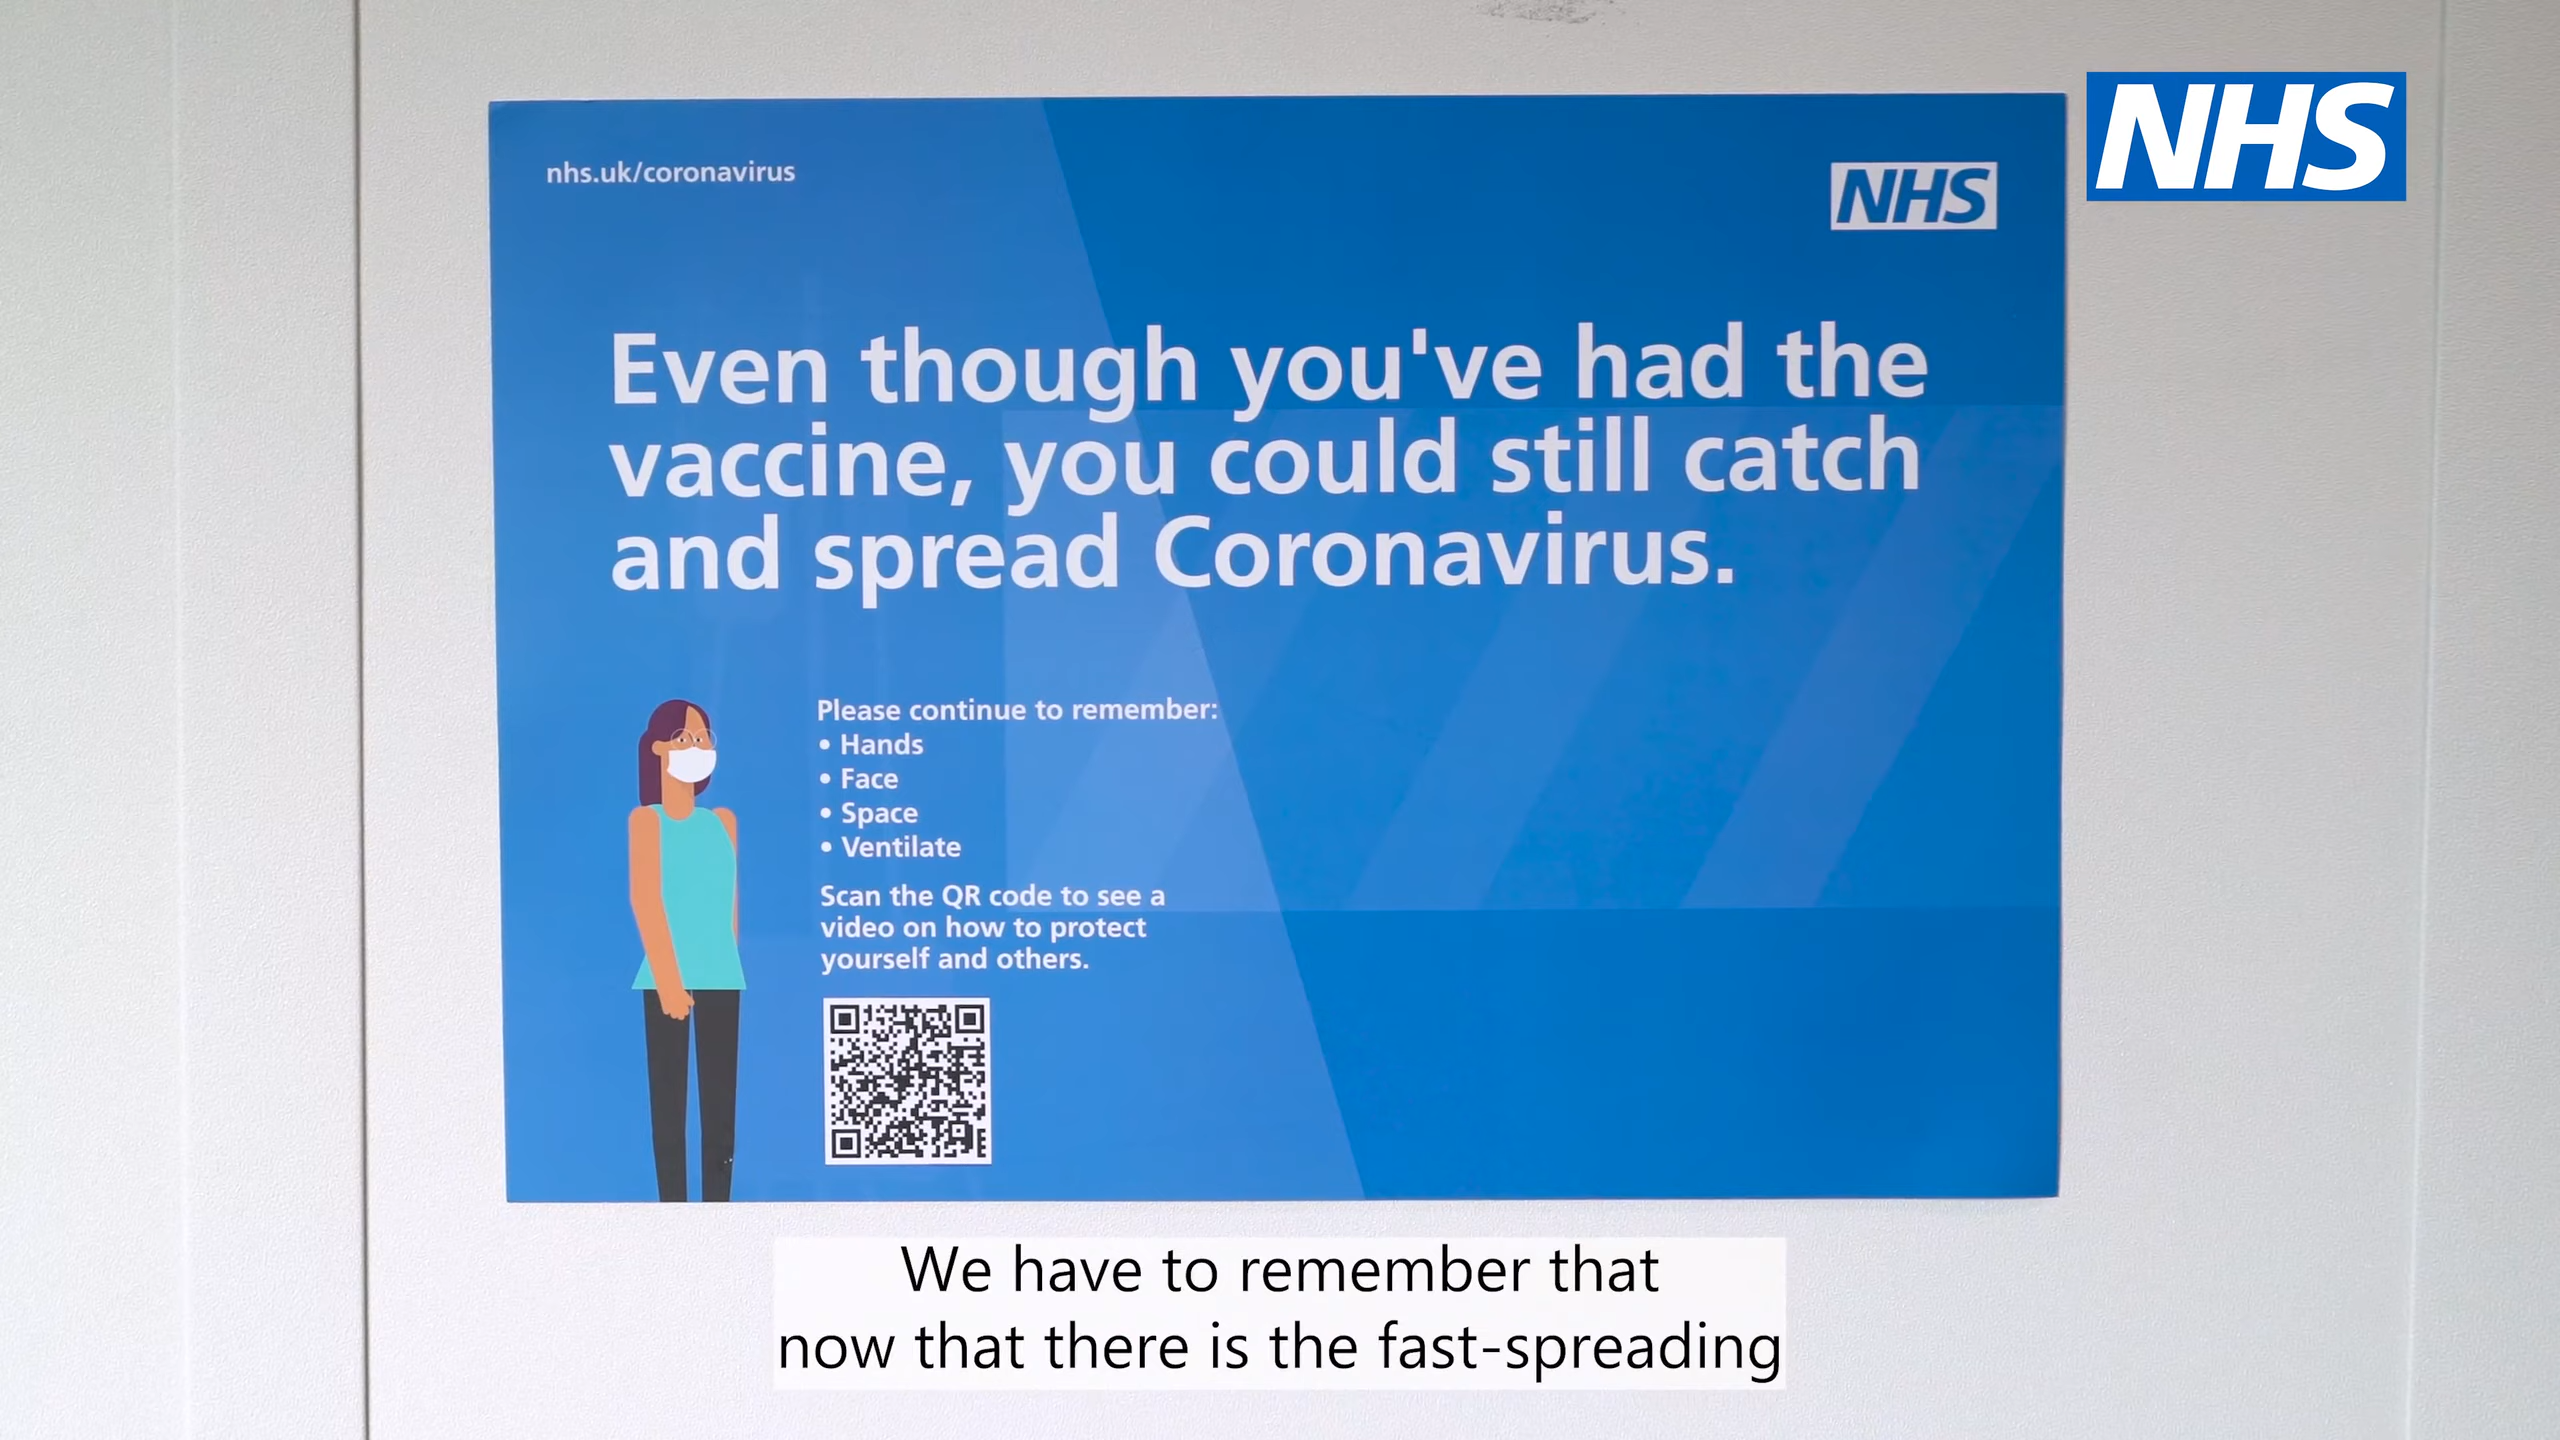 nhs.uk/coronavirus
NHS
NHS
Even though you've had the
vaccine, you could still catch
and spread Coronavirus.
Please continue to remember:
• Hands
• Face
• Space
• Ventilate
Scan the QR code to see a
video on how to protect
yourself and others.
We have to remember that
now that there is the fast-spreading